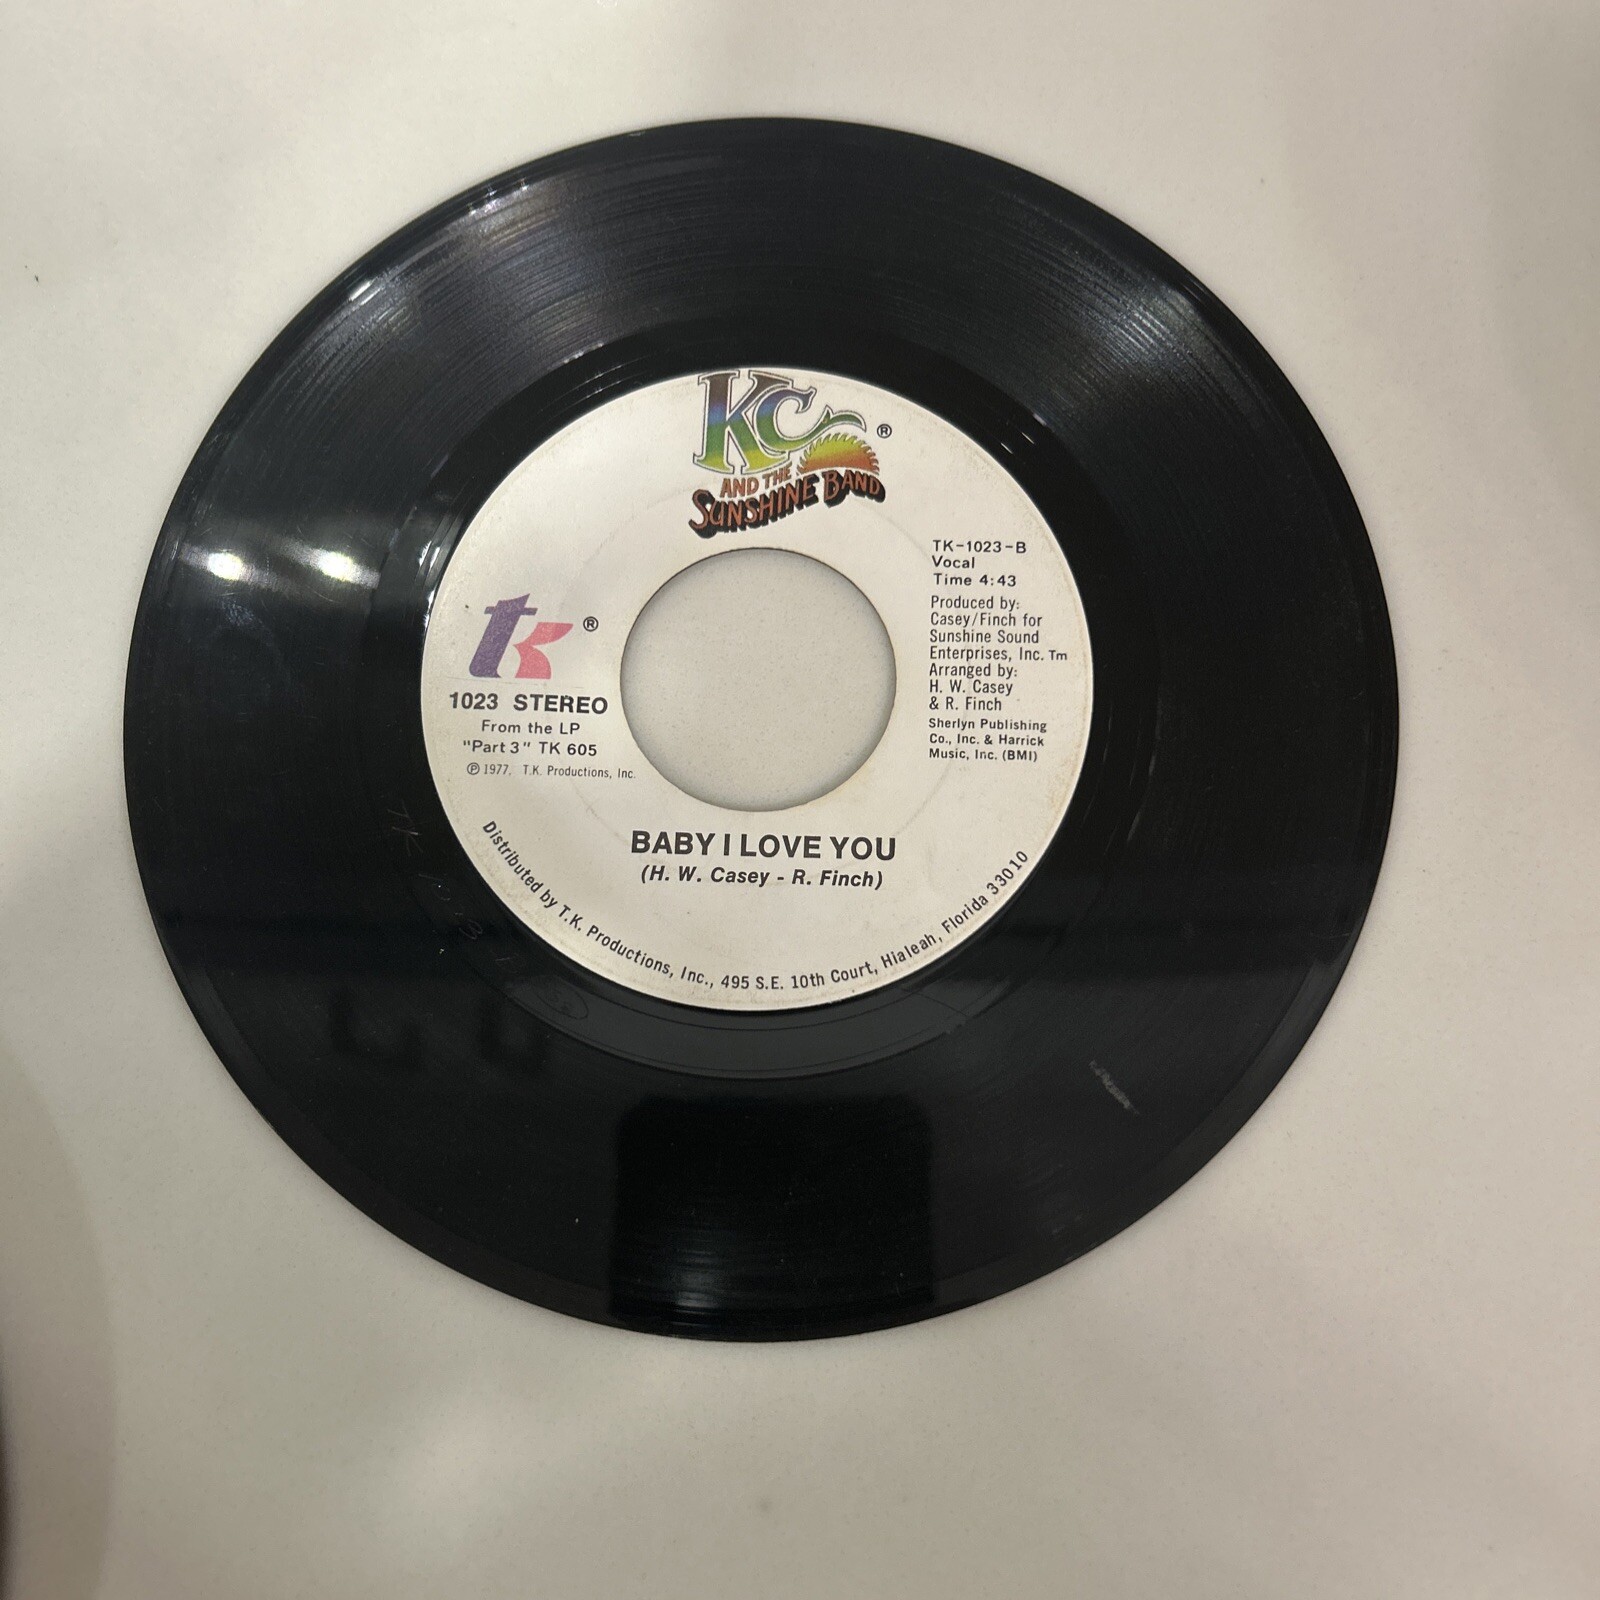 KC
AND THE
SUNSHINE BAND
®
TK-1023-B
Vocal
Time 4:43
Produced by:
Casey/Finch for
Sunshine Sound
Enterprises, Inc. Tm
Arranged by:
H. W. Casey
& R. Finch
Sherlyn Publishing
Co., Inc. & Harrick
Music, Inc. (BMI)
tk ®
1023 STEREO
From the LP
"Part 3" TK 605
℗ 1977, T.K. Productions, Inc.
BABY I LOVE YOU
(H. W. Casey - R. Finch)
Distributed by T.K. Productions, Inc., 495 S.E. 10th Court, Hialeah, Florida 33010